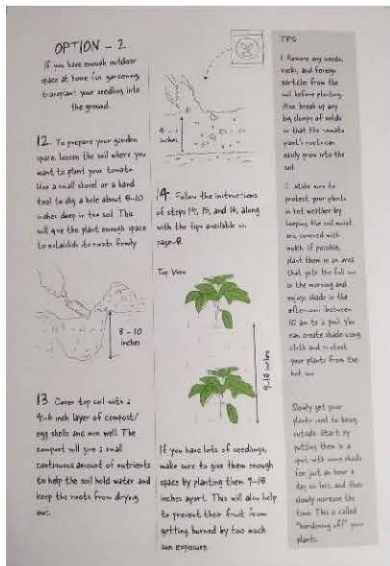 OPTION - 2
If you have enough outdoor
space at home for gardening,
transplant your seedling into
the ground.
12. To prepare your garden
space, loosen the soil where you
want to plant your tomato.
Use a small shovel or a hand
tool to dig a hole about 8-10
inches deep in the soil. This
will give the plant enough space
to establish its roots firmly.
8 - 10
inches
13. Cover top soil with a
4-6 inch layer of compost/
egg shells and mix well. The
compost will give a small
continuous amount of nutrients
to help the soil hold water and
keep the roots from drying
out.
inches
14. Follow the instructions
of steps 14, 15, and 16, along
with the tips available on
page-8.
Top View
9-18 inches
If you have lots of seedlings,
make sure to give them enough
space by planting them 9-18
inches apart. This will also help
to prevent their fruit from
getting burned by too much
sun exposure.
TIPS
1. Remove any weeds,
rocks, and foreign
particles from the
soil before planting.
Also break up any
big clumps of
so that the tomato
plant's roots can
easily grow into the
soil.
2. Make sure to
protect your plants
in hot weather by
keeping the soil moist
and covered with
mulch. If possible,
plant them in an area
that gets the full sun
in the morning and
enjoys shade in the
afternoon (between
10 am to 4 pm). You
can create shade using
cloth and protect
your plants from the
hot sun.
Slowly get your
plants used to being
outside. Start by
putting them in a
spot with some shade
for just an hour a
day or less, and then
slowly increase the
time. This is called
"hardening off" your
plants.